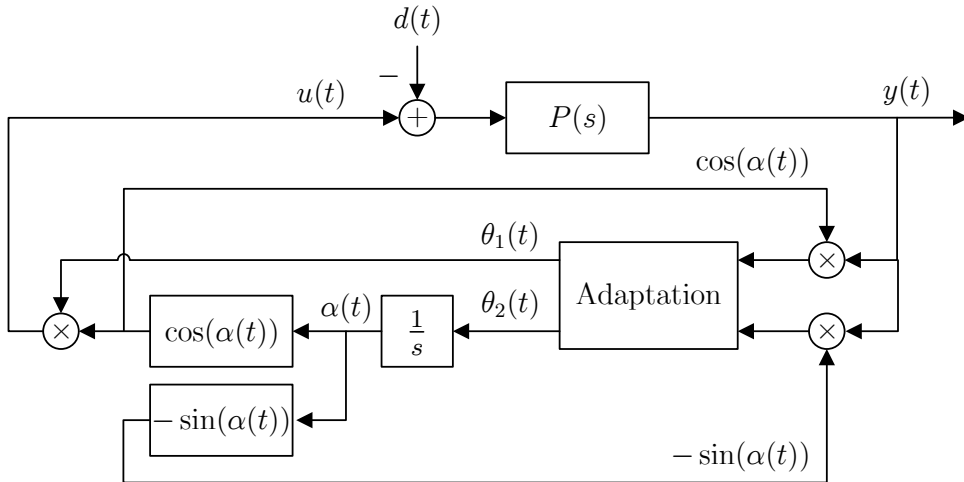 d(t)
−
u(t)
+
P(s)
y(t)
cos(α(t))
θ₁(t)
×
Adaptation
θ₂(t)
α(t)
×
cos(α(t))
1/s
×
− sin(α(t))
− sin(α(t))